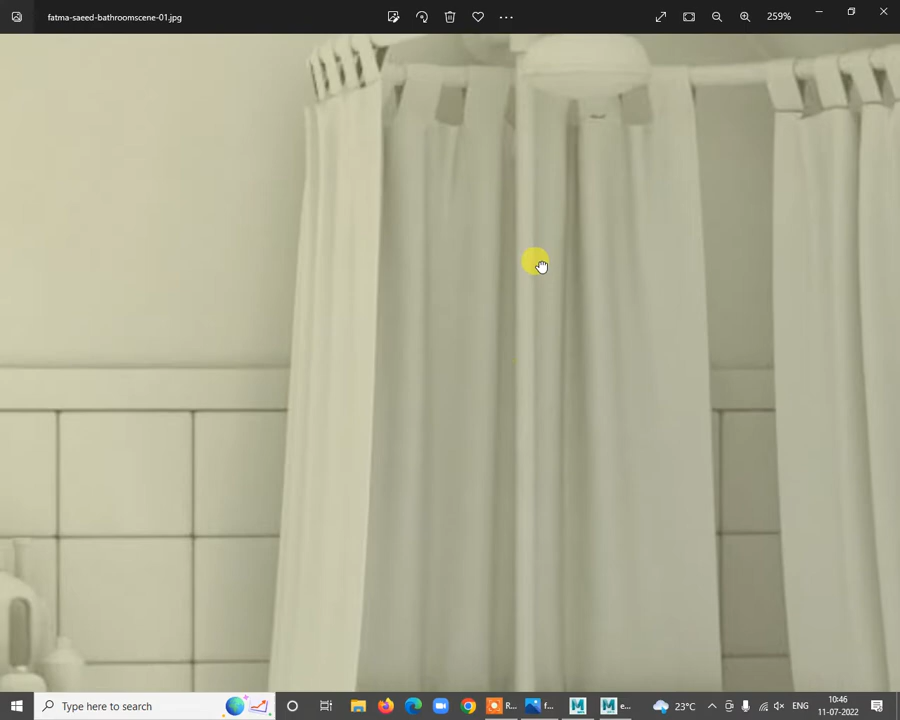 fatma-saeed-bathroomscene-01.jpg
259%
Type here to search
R...
f...
e...
23°C
ENG
10:46
11-07-2022